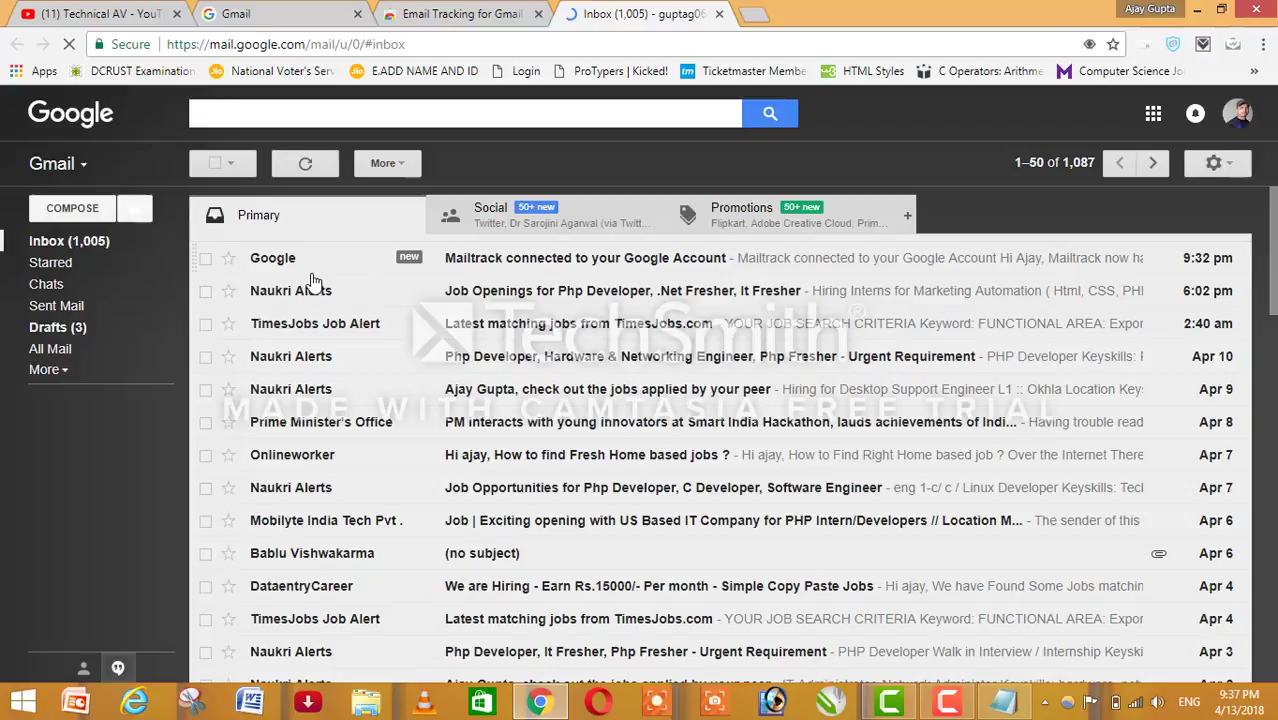 (11) Technical AV - YouT
Gmail
Email Tracking for Gmail
Inbox (1,005) - guptag06
Ajay Gupta
Secure
https://mail.google.com/mail/u/0/#inbox
Apps
DCRUST Examination
National Voter's Serv
E.ADD NAME AND ID
Login
ProTypers | Kicked!
Ticketmaster Membe
HTML Styles
C Operators: Arithme
Computer Science Jo
Google
Gmail
More
1–50 of 1,087
COMPOSE
Inbox (1,005)
Starred
Chats
Sent Mail
Drafts (3)
All Mail
More
Primary
Social 50+ new
Twitter, Dr Sarojini Agarwal (via Twitt...
Promotions 50+ new
Flipkart, Adobe Creative Cloud, Prim...
Google new Mailtrack connected to your Google Account - Mailtrack connected to your Google Account Hi Ajay, Mailtrack now ha 9:32 pm
Naukri Alerts Job Openings for Php Developer, .Net Fresher, It Fresher - Hiring Interns for Marketing Automation ( Html, CSS, PHI 6:02 pm
TimesJobs Job Alert Latest matching jobs from TimesJobs.com - YOUR JOB SEARCH CRITERIA Keyword: FUNCTIONAL AREA: Expor 2:40 am
TechSmith®
Naukri Alerts Php Developer, Hardware & Networking Engineer, Php Fresher - Urgent Requirement - PHP Developer Keyskills: F Apr 10
Naukri Alerts Ajay Gupta, check out the jobs applied by your peer - Hiring for Desktop Support Engineer L1 :: Okhla Location Key Apr 9
MADE WITH CAMTASIA FREE TRIAL
Prime Minister's Office PM interacts with young innovators at Smart India Hackathon, lauds achievements of Indi... - Having trouble read Apr 8
Onlineworker Hi ajay, How to find Fresh Home based jobs ? - Hi ajay, How to Find Right Home based job ? Over the Internet There Apr 7
Naukri Alerts Job Opportunities for Php Developer, C Developer, Software Engineer - eng 1-c/ c / Linux Developer Keyskills: Tecl Apr 7
Mobilyte India Tech Pvt . Job | Exciting opening with US Based IT Company for PHP Intern/Developers // Location M... - The sender of this Apr 6
Bablu Vishwakarma (no subject) Apr 6
DataentryCareer We are Hiring - Earn Rs.15000/- Per month - Simple Copy Paste Jobs - Hi ajay, We have Found Some Jobs matchin Apr 4
TimesJobs Job Alert Latest matching jobs from TimesJobs.com - YOUR JOB SEARCH CRITERIA Keyword: FUNCTIONAL AREA: Expor Apr 4
Naukri Alerts Php Developer, It Fresher, Php Fresher - Urgent Requirement - PHP Developer Walk in Interview / Internship Keyski Apr 3
ENG
9:37 PM
4/13/2018